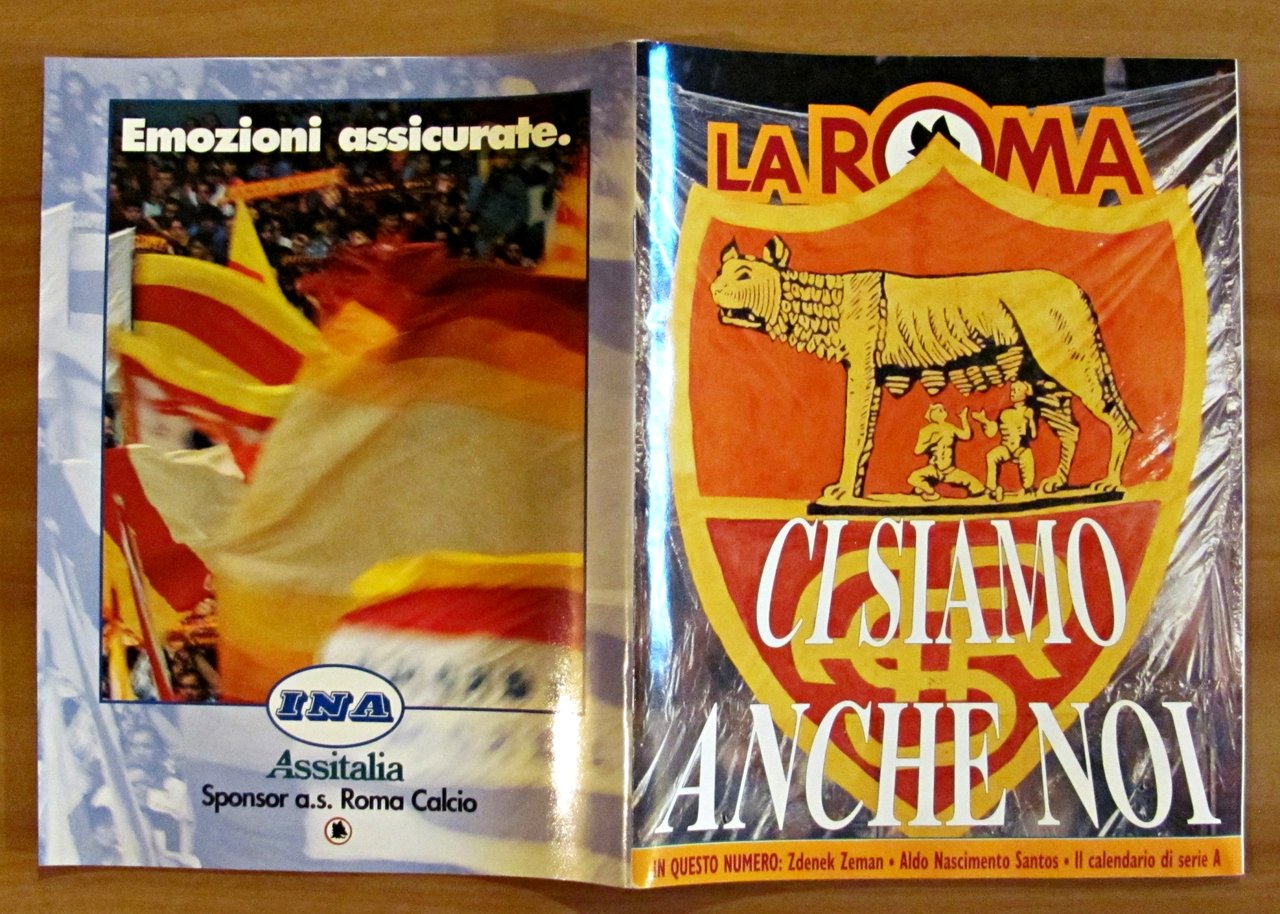 Emozioni assicurate.
INA
Assitalia
Sponsor a.s. Roma Calcio
LA ROMA
ASR
CI SIAMO
ANCHE NOI
IN QUESTO NUMERO: Zdenek Zeman • Aldo Nascimento Santos • Il calendario di serie A